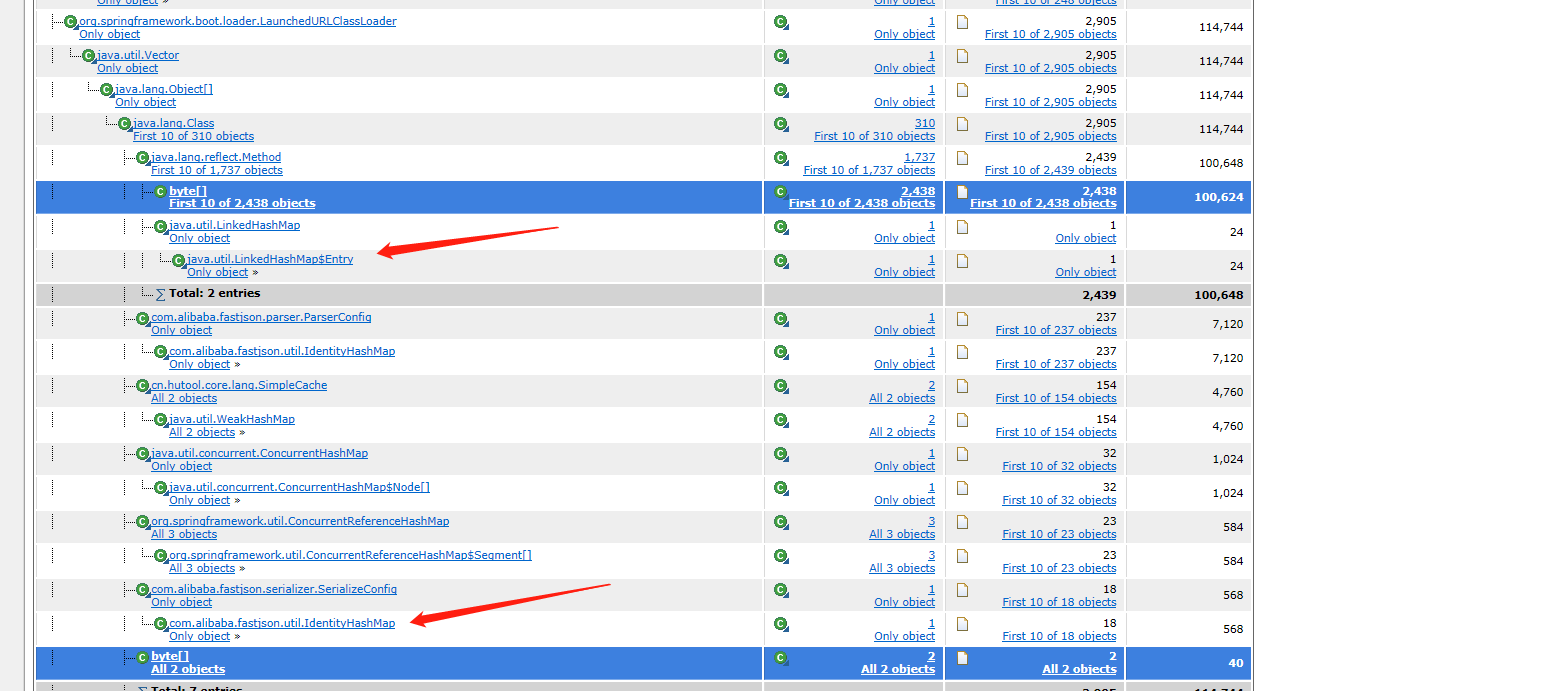 Only object »
First 10 of 248 objects
org.springframework.boot.loader.LaunchedURLClassLoader
Only object
1
Only object
2,905
First 10 of 2,905 objects
114,744
java.util.Vector
Only object
1
Only object
2,905
First 10 of 2,905 objects
114,744
java.lang.Object[]
Only object
1
Only object
2,905
First 10 of 2,905 objects
114,744
java.lang.Class
First 10 of 310 objects
310
First 10 of 310 objects
2,905
First 10 of 2,905 objects
114,744
java.lang.reflect.Method
First 10 of 1,737 objects
1,737
First 10 of 1,737 objects
2,439
First 10 of 2,439 objects
100,648
byte[]
First 10 of 2,438 objects
2,438
First 10 of 2,438 objects
2,438
First 10 of 2,438 objects
100,624
java.util.LinkedHashMap
Only object
1
Only object
1
Only object
24
java.util.LinkedHashMap$Entry
Only object »
1
Only object
1
Only object
24
∑ Total: 2 entries
2,439
100,648
com.alibaba.fastjson.parser.ParserConfig
Only object
1
Only object
237
First 10 of 237 objects
7,120
com.alibaba.fastjson.util.IdentityHashMap
Only object »
1
Only object
237
First 10 of 237 objects
7,120
cn.hutool.core.lang.SimpleCache
All 2 objects
2
All 2 objects
154
First 10 of 154 objects
4,760
java.util.WeakHashMap
All 2 objects »
2
All 2 objects
154
First 10 of 154 objects
4,760
java.util.concurrent.ConcurrentHashMap
Only object
1
Only object
32
First 10 of 32 objects
1,024
java.util.concurrent.ConcurrentHashMap$Node[]
Only object »
1
Only object
32
First 10 of 32 objects
1,024
org.springframework.util.ConcurrentReferenceHashMap
All 3 objects
3
All 3 objects
23
First 10 of 23 objects
584
org.springframework.util.ConcurrentReferenceHashMap$Segment[]
All 3 objects »
3
All 3 objects
23
First 10 of 23 objects
584
com.alibaba.fastjson.serializer.SerializeConfig
Only object
1
Only object
18
First 10 of 18 objects
568
com.alibaba.fastjson.util.IdentityHashMap
Only object »
1
Only object
18
First 10 of 18 objects
568
byte[]
All 2 objects
2
All 2 objects
2
All 2 objects
40
∑ Total: 7 entries
2,905
114,744